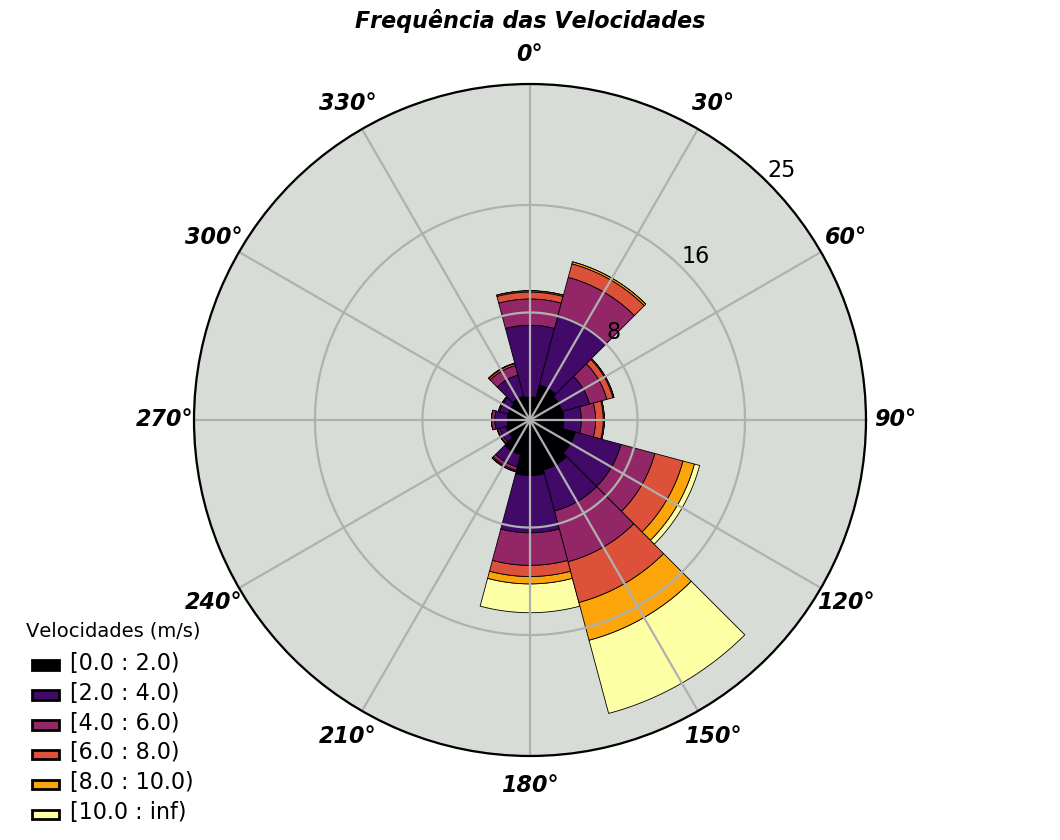 Frequência das Velocidades
0°
330°
30°
25
300°
60°
16
8
270°
90°
240°
120°
210°
150°
180°
Velocidades (m/s)
[0.0 : 2.0)
[2.0 : 4.0)
[4.0 : 6.0)
[6.0 : 8.0)
[8.0 : 10.0)
[10.0 : inf)